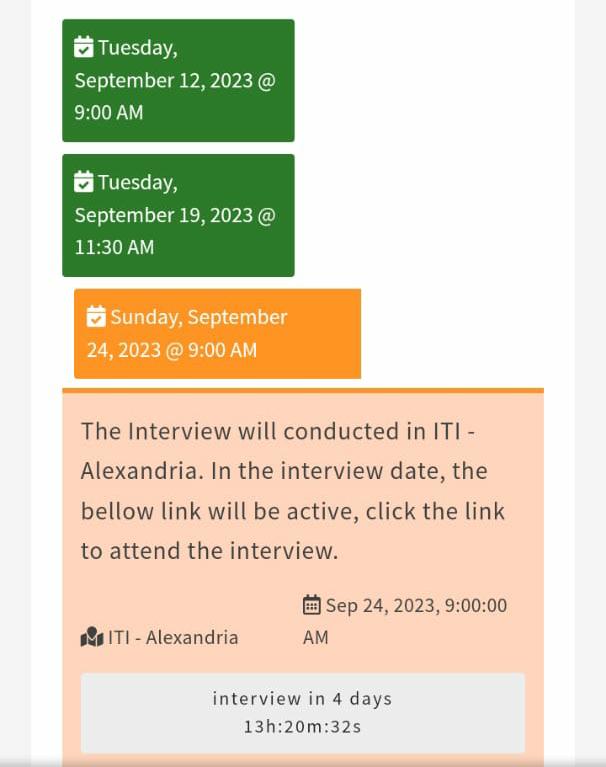 Tuesday,
September 12, 2023 @
9:00 AM
Tuesday,
September 19, 2023 @
11:30 AM
Sunday, September
24, 2023 @ 9:00 AM
The Interview will conducted in ITI -
Alexandria. In the interview date, the
bellow link will be active, click the link
to attend the interview.
ITI - Alexandria
Sep 24, 2023, 9:00:00
AM
interview in 4 days
13h:20m:32s